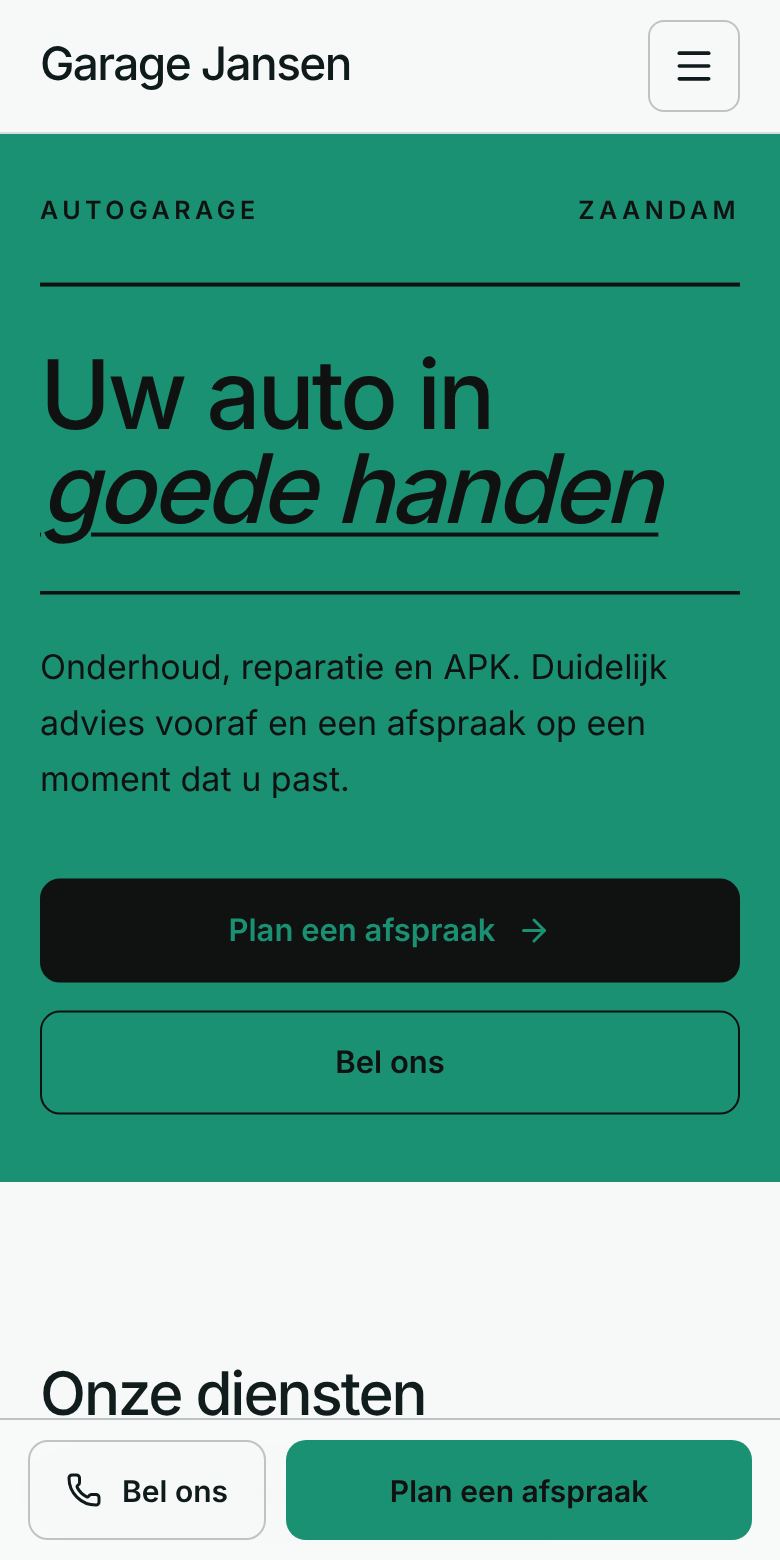 Garage Jansen
AUTOGARAGE ZAANDAM
Uw auto in
goede handen
Onderhoud, reparatie en APK. Duidelijk
advies vooraf en een afspraak op een
moment dat u past.
Plan een afspraak →
Bel ons
Onze diensten
Bel ons Plan een afspraak